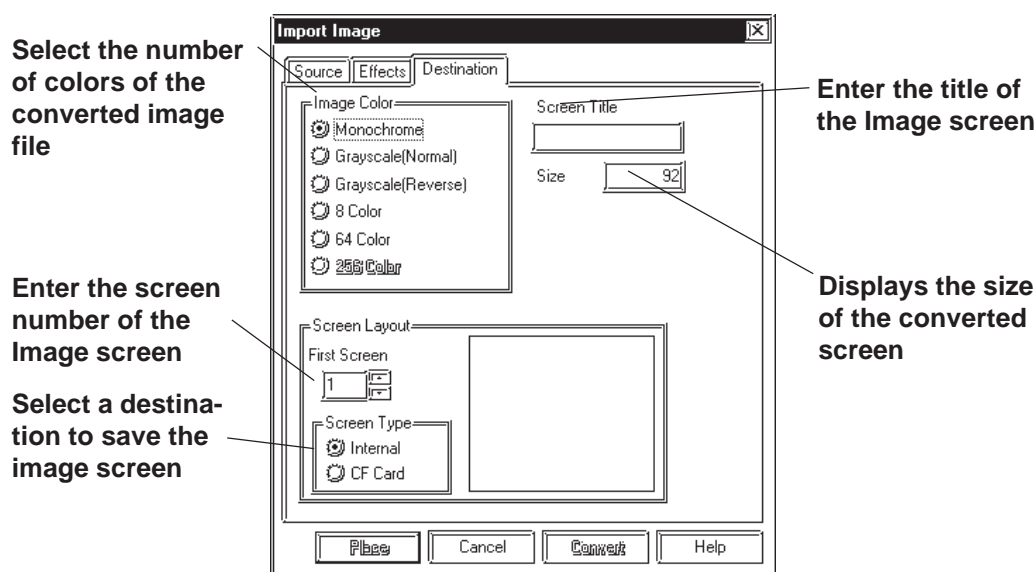 Import Image
Source Effects Destination
Select the number
of colors of the
converted image
file
Image Color
Monochrome
Grayscale(Normal)
Grayscale(Reverse)
8 Color
64 Color
256 Color
Screen Title
Size 92
Enter the title of
the Image screen
Displays the size
of the converted
screen
Enter the screen
number of the
Image screen
Screen Layout
First Screen
1
Select a destina-
tion to save the
image screen
Screen Type
Internal
CF Card
Place Cancel Convert Help